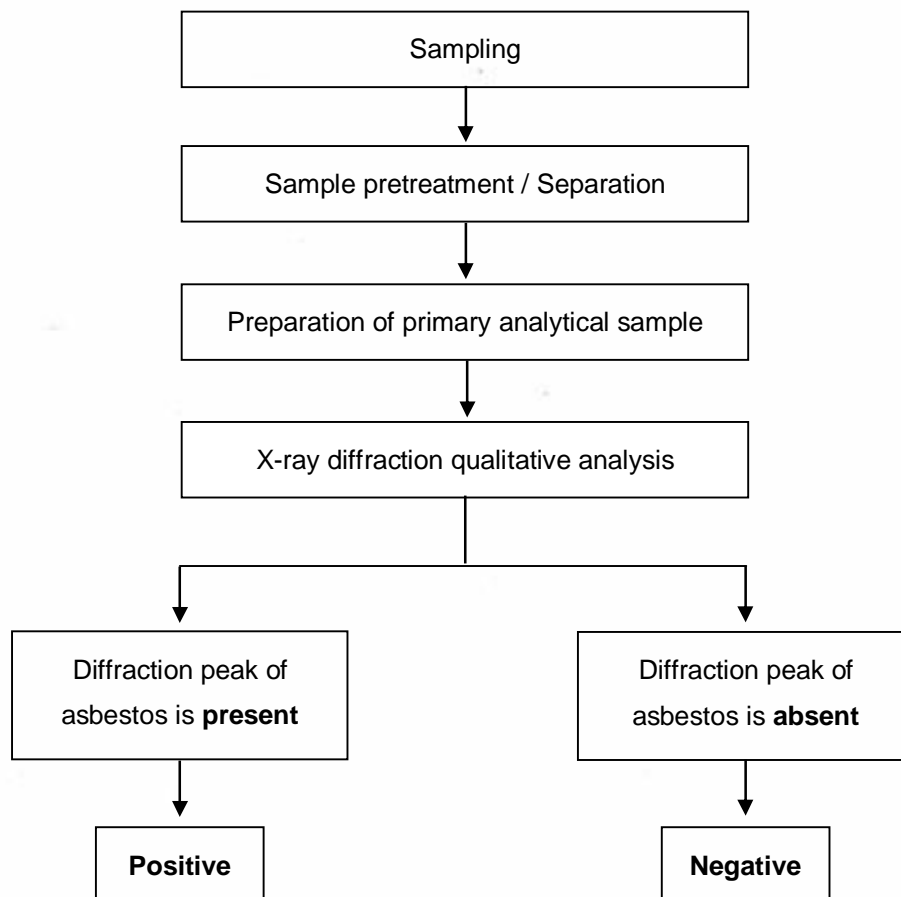 Sampling
Sample pretreatment / Separation
Preparation of primary analytical sample
X-ray diffraction qualitative analysis
Diffraction peak of
asbestos is present
Diffraction peak of
asbestos is absent
Positive
Negative